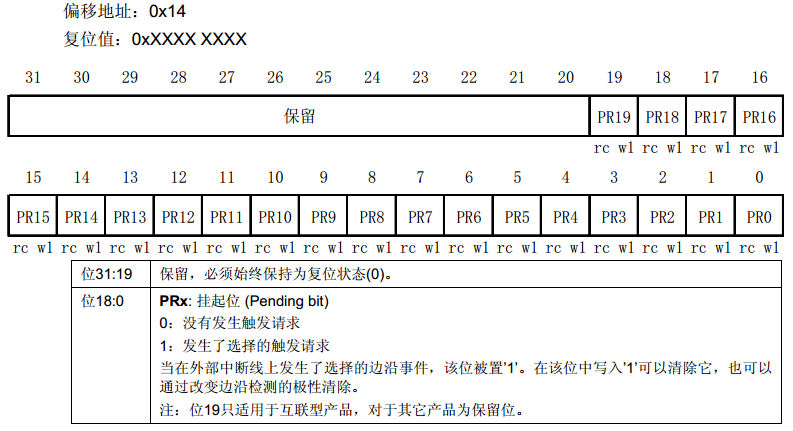 偏移地址：0x14
复位值：0xXXXX XXXX
31 30 29 28 27 26 25 24 23 22 21 20 19 18 17 16
保留 PR19 PR18 PR17 PR16
rc w1 rc w1 rc w1 rc w1
15 14 13 12 11 10 9 8 7 6 5 4 3 2 1 0
PR15 PR14 PR13 PR12 PR11 PR10 PR9 PR8 PR7 PR6 PR5 PR4 PR3 PR2 PR1 PR0
rc w1 rc w1 rc w1 rc w1 rc w1 rc w1 rc w1 rc w1 rc w1 rc w1 rc w1 rc w1 rc w1 rc w1 rc w1 rc w1
位31:19 保留，必须始终保持为复位状态(0)。
位18:0 PRx: 挂起位 (Pending bit)
0：没有发生触发请求
1：发生了选择的触发请求
当在外部中断线上发生了选择的边沿事件，该位被置'1'。在该位中写入'1'可以清除它，也可以
通过改变边沿检测的极性清除。
注：位19只适用于互联型产品，对于其它产品为保留位。